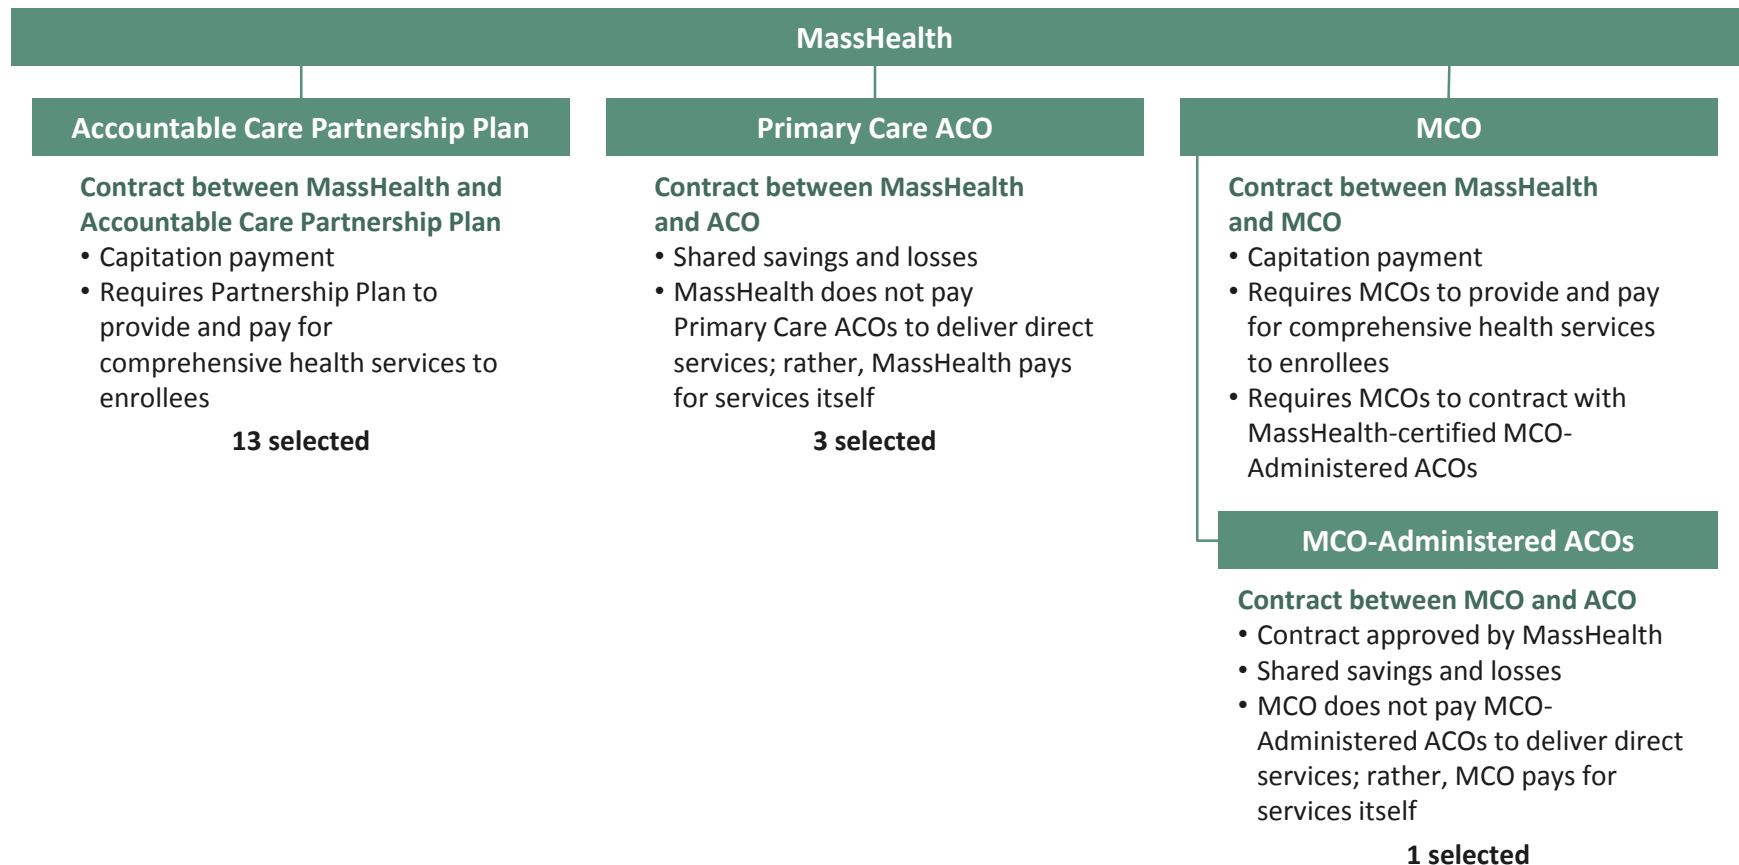 MassHealth
Accountable Care Partnership Plan
Contract between MassHealth and
Accountable Care Partnership Plan
• Capitation payment
• Requires Partnership Plan to
provide and pay for
comprehensive health services to
enrollees
13 selected
Primary Care ACO
Contract between MassHealth
and ACO
• Shared savings and losses
• MassHealth does not pay
Primary Care ACOs to deliver direct
services; rather, MassHealth pays
for services itself
3 selected
MCO
Contract between MassHealth
and MCO
• Capitation payment
• Requires MCOs to provide and pay
for comprehensive health services
to enrollees
• Requires MCOs to contract with
MassHealth-certified MCO-
Administered ACOs
MCO-Administered ACOs
Contract between MCO and ACO
• Contract approved by MassHealth
• Shared savings and losses
• MCO does not pay MCO-
Administered ACOs to deliver direct
services; rather, MCO pays for
services itself
1 selected